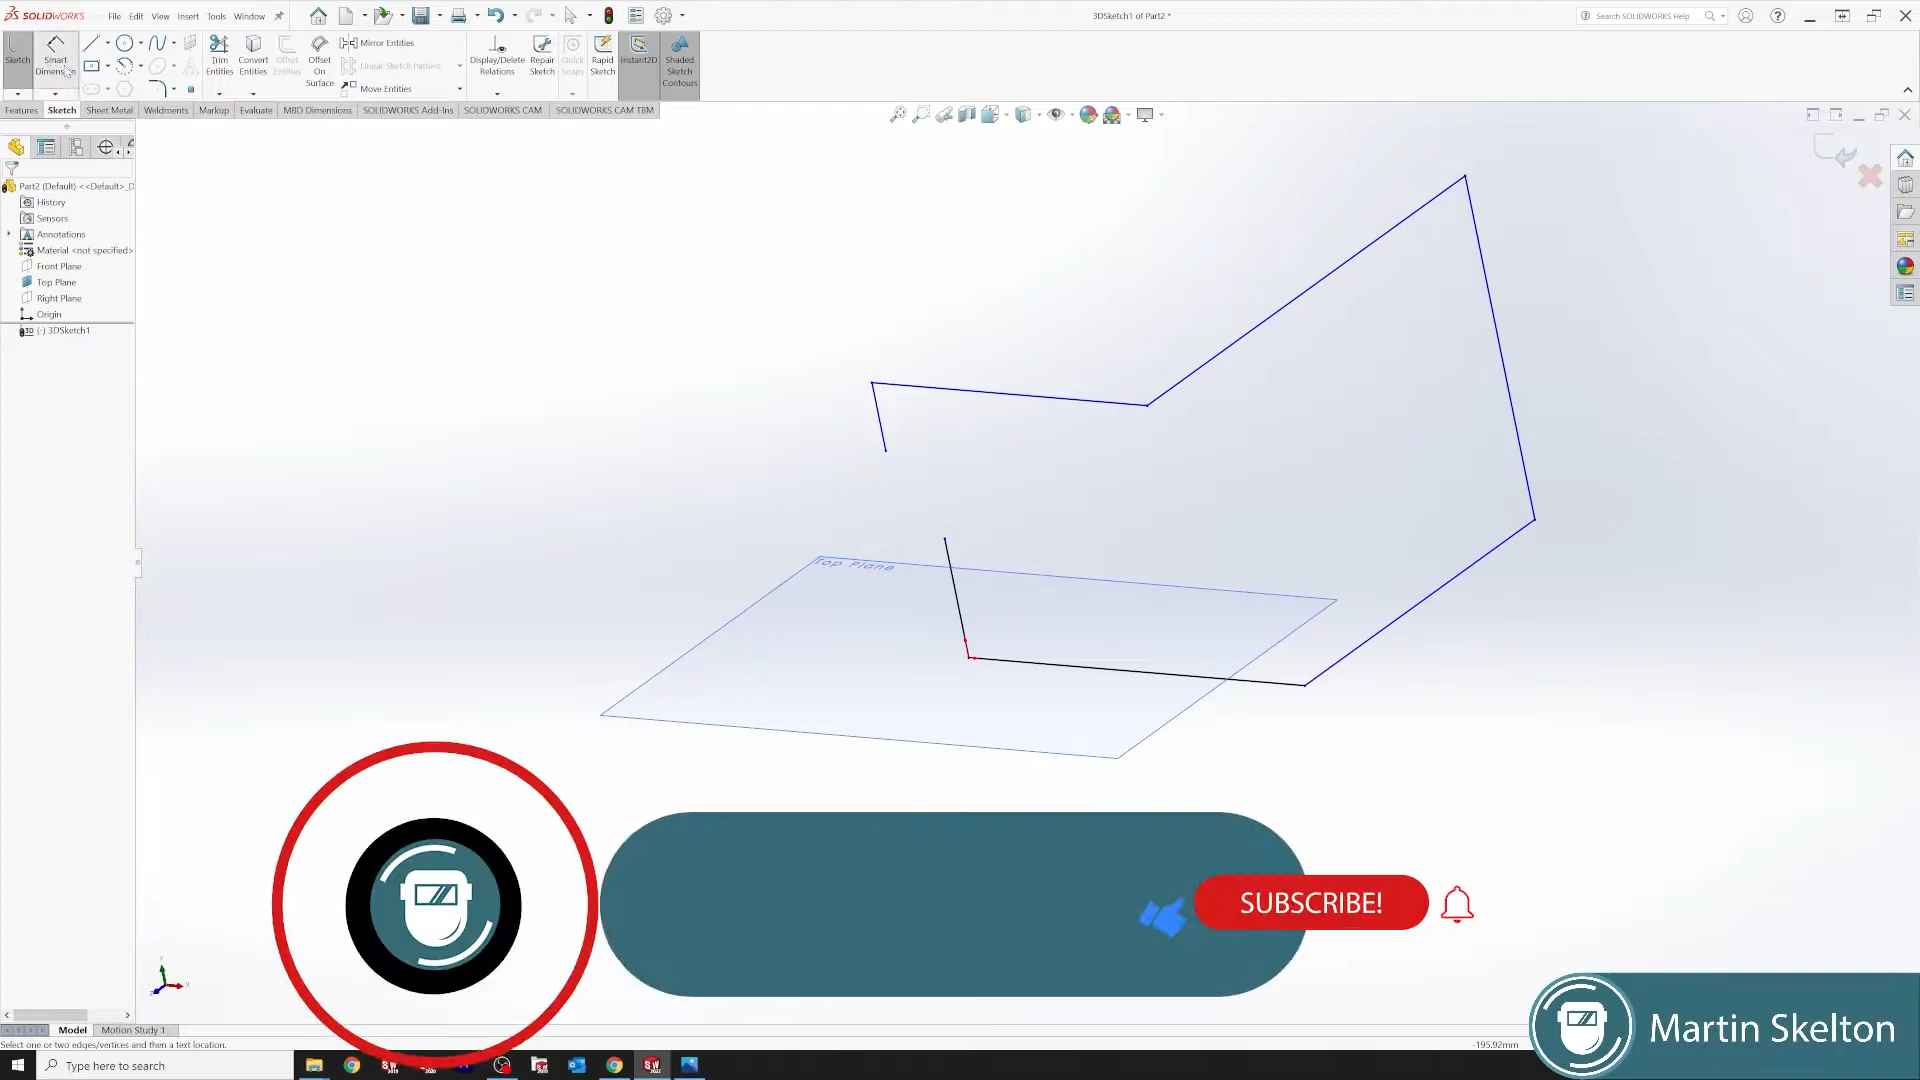 SOLIDWORKS File Edit View Insert Tools Window
3DSketch1 of Part2 *
Search SOLIDWORKS Help
Sketch Smart Dimension Trim Entities Convert Entities Offset Entities Offset On Surface Mirror Entities Linear Sketch Pattern Move Entities Display/Delete Relations Repair Sketch Quick Snaps Rapid Sketch Instant2D Shaded Sketch Contours
Features Sketch Sheet Metal Weldments Markup Evaluate MBD Dimensions SOLIDWORKS Add-Ins SOLIDWORKS CAM SOLIDWORKS CAM TBM
Part2 (Default) <<Default>_D
History
Sensors
Annotations
Material <not specified>
Front Plane
Top Plane
Right Plane
Origin
3D (-) 3DSketch1
Top Plane
SUBSCRIBE!
Martin Skelton
Model Motion Study 1
Select one or two edges/vertices and then a text location.
-195.92mm
Type here to search